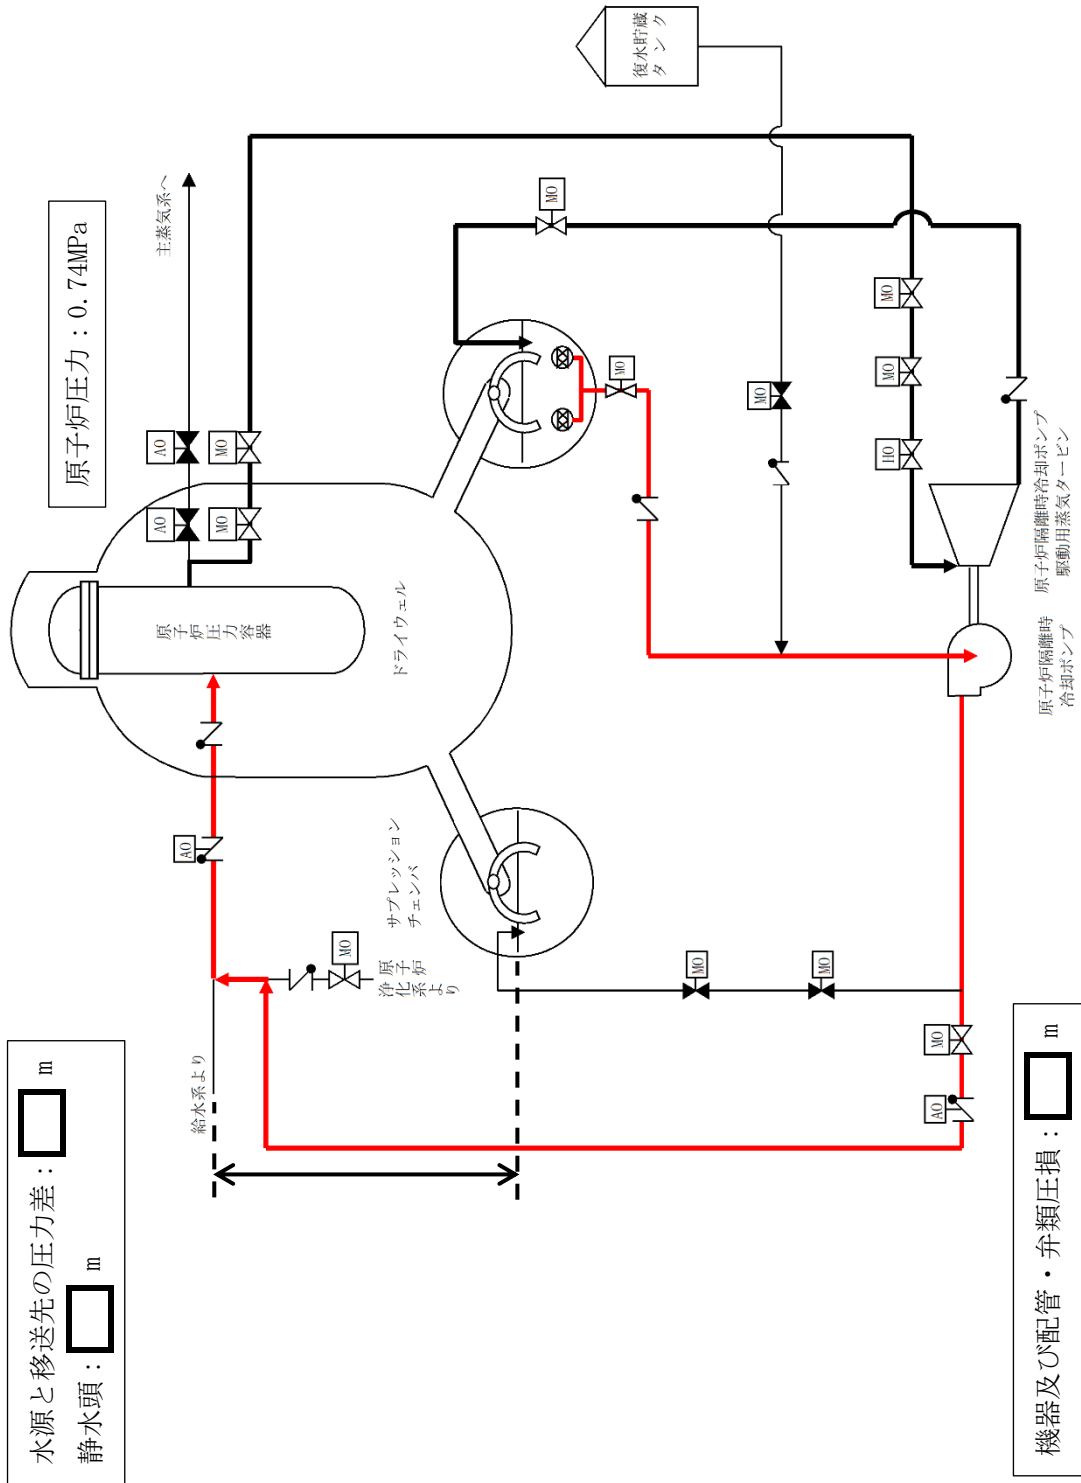 水源と移送先の圧力差：
m
静水頭：
m
原子炉圧力：0.74MPa
主蒸気系へ
給水系より
AO
AO
MO
MO
AO
原子炉圧力容器
ドライウェル
MO
原子炉
浄化系より
サプレッション
チェンバ
MO
MO
復水貯蔵
タンク
MO
MO
MO
MO
MO
HO
AO
MO
原子炉隔離時
冷却ポンプ
原子炉隔離時冷却ポンプ
駆動用蒸気タービン
機器及び配管・弁類圧損：
m